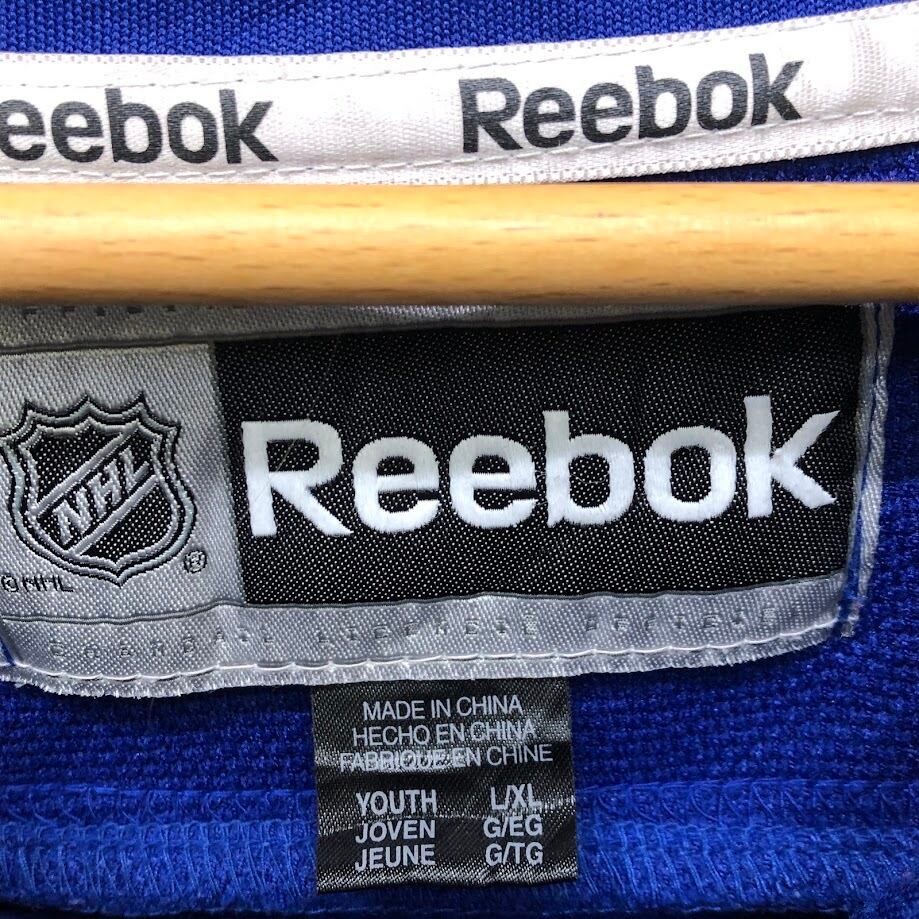 eebok Reebok
NHL Reebok
® 
© NHL
MADE IN CHINA
HECHO EN CHINA
FABRIQUE EN CHINE
YOUTH L/XL
JOVEN G/EG
JEUNE G/TG